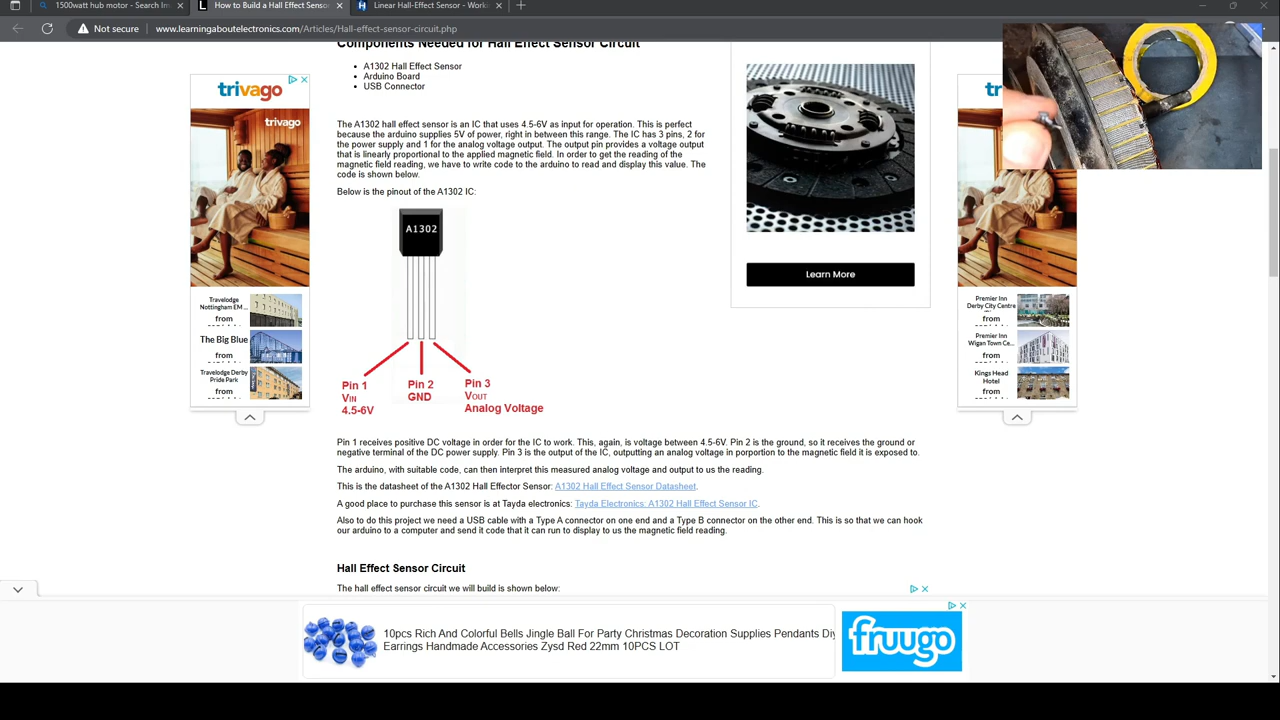 1500watt hub motor - Search Im
How to Build a Hall Effect Senso
Linear Hall-Effect Sensor - Work
Not secure
www.learningaboutelectronics.com/Articles/Hall-effect-sensor-circuit.php
Components Needed for Hall Effect Sensor Circuit
A1302 Hall Effect Sensor
Arduino Board
USB Connector
trivago
trivago
Travelodge
Nottingham EM ...
from
The Big Blue
from
Travelodge Derby
Pride Park
from
The A1302 hall effect sensor is an IC that uses 4.5-6V as input for operation. This is perfect
because the arduino supplies 5V of power, right in between this range. The IC has 3 pins, 2 for
the power supply and 1 for the analog voltage output. The output pin provides a voltage output
that is linearly proportional to the applied magnetic field. In order to get the reading of the
magnetic field reading, we have to write code to the arduino to read and display this value. The
code is shown below.
Below is the pinout of the A1302 IC:
A1302
Pin 1
VIN
4.5-6V
Pin 2
GND
Pin 3
VOUT
Analog Voltage
Learn More
tr
Premier Inn
Derby City Centre
from
Premier Inn
Wigan Town Ce...
from
Kings Head
Hotel
from
Pin 1 receives positive DC voltage in order for the IC to work. This, again, is voltage between 4.5-6V. Pin 2 is the ground, so it receives the ground or
negative terminal of the DC power supply. Pin 3 is the output of the IC, outputting an analog voltage in porportion to the magnetic field it is exposed to.
The arduino, with suitable code, can then interpret this measured analog voltage and output to us the reading.
This is the datasheet of the A1302 Hall Effector Sensor: A1302 Hall Effect Sensor Datasheet.
A good place to purchase this sensor is at Tayda electronics: Tayda Electronics: A1302 Hall Effect Sensor IC.
Also to do this project we need a USB cable with a Type A connector on one end and a Type B connector on the other end. This is so that we can hook
our arduino to a computer and send it code that it can run to display to us the magnetic field reading.
Hall Effect Sensor Circuit
The hall effect sensor circuit we will build is shown below:
10pcs Rich And Colorful Bells Jingle Ball For Party Christmas Decoration Supplies Pendants Diy
Earrings Handmade Accessories Zysd Red 22mm 10PCS LOT
fruugo